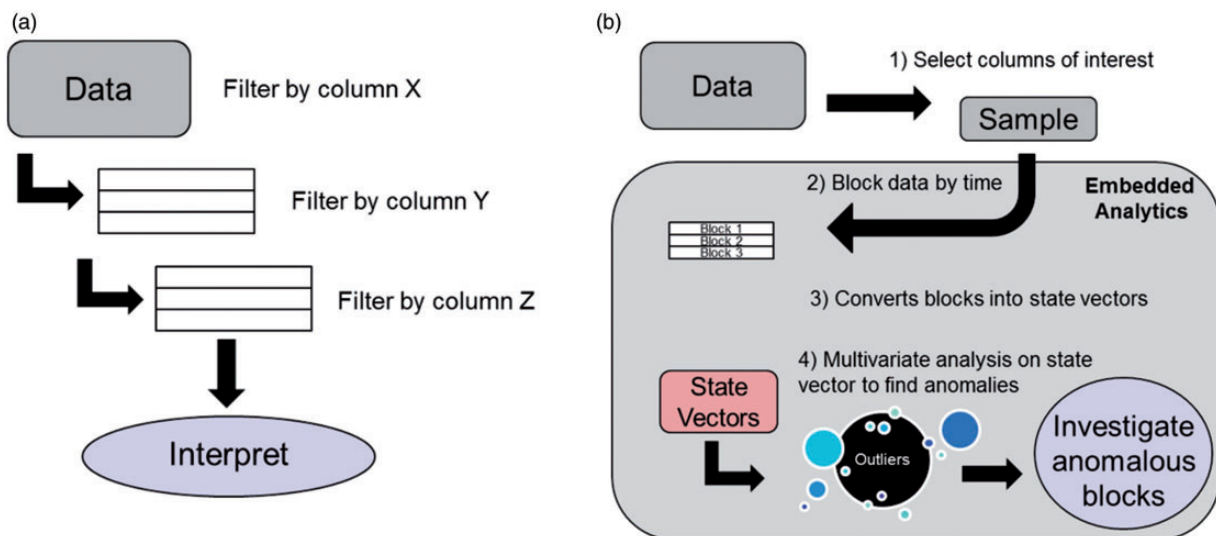 (a)
Data
Filter by column X
Filter by column Y
Filter by column Z
Interpret
(b)
Data
1) Select columns of interest
Sample
2) Block data by time
Embedded
Analytics
Block 1
Block 2
Block 3
3) Converts blocks into state vectors
4) Multivariate analysis on state
vector to find anomalies
State
Vectors
Outliers
Investigate
anomalous
blocks